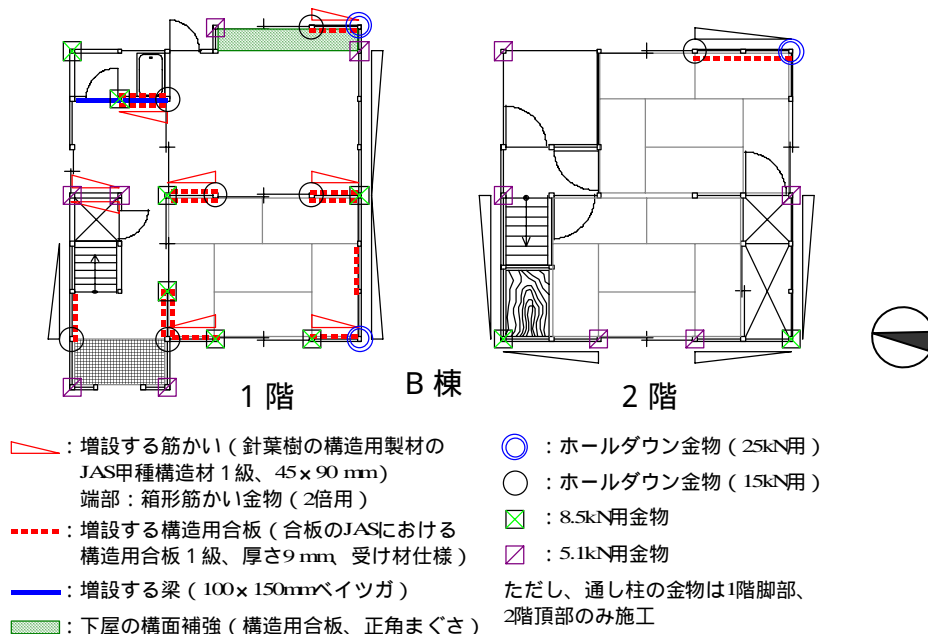 1階
B棟
2階
：増設する筋かい（針葉樹の構造用製材の
JAS甲種構造材1級、45x90 mm）
端部：箱形筋かい金物（2倍用）
：増設する構造用合板（合板のJASにおける
構造用合板1級、厚さ9 mm、受け材仕様）
：増設する梁（100x150mmベイツガ）
：下屋の構面補強（構造用合板、正角まぐさ）
：ホールダウン金物（25kN用）
：ホールダウン金物（15kN用）
：8.5kN用金物
：5.1kN用金物
ただし、通し柱の金物は1階脚部、
2階頂部のみ施工